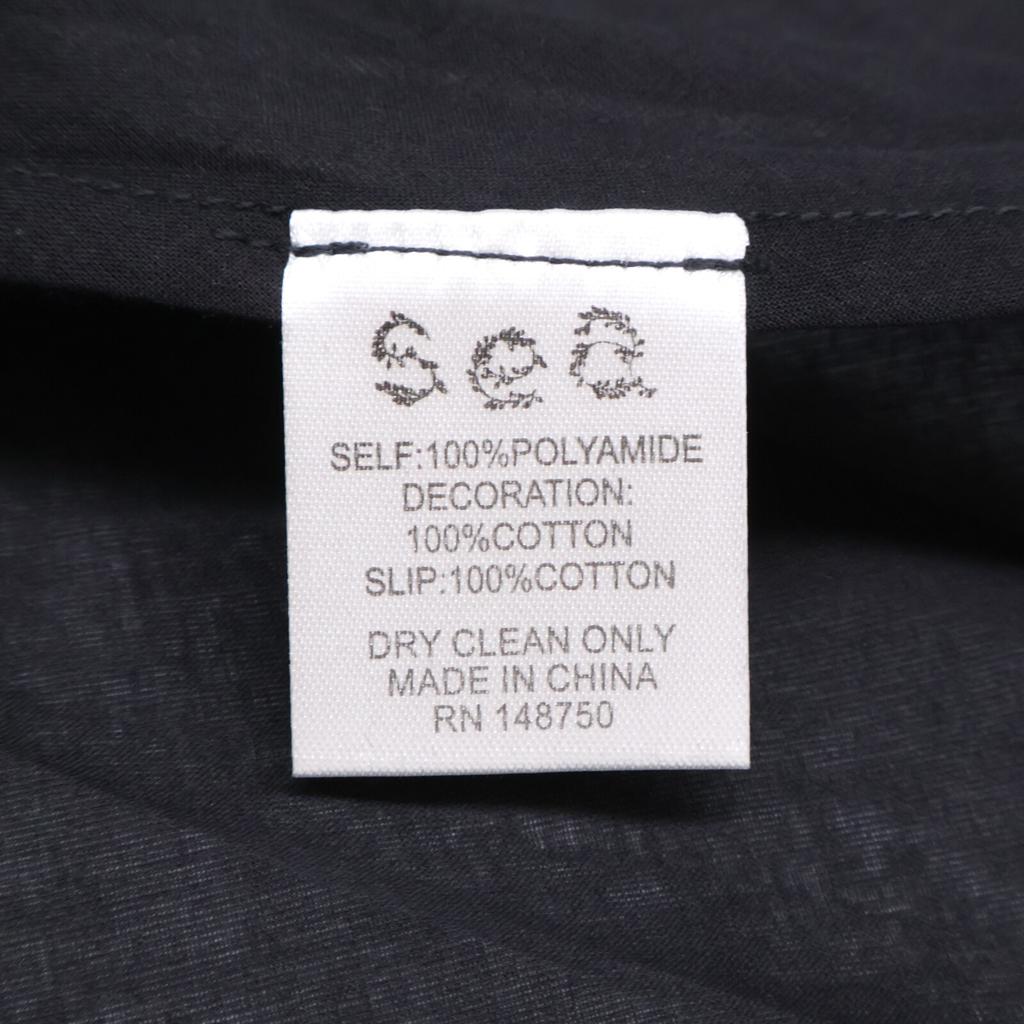 Sea
SELF:100%POLYAMIDE
DECORATION:
100%COTTON
SLIP:100%COTTON
DRY CLEAN ONLY
MADE IN CHINA
RN 148750